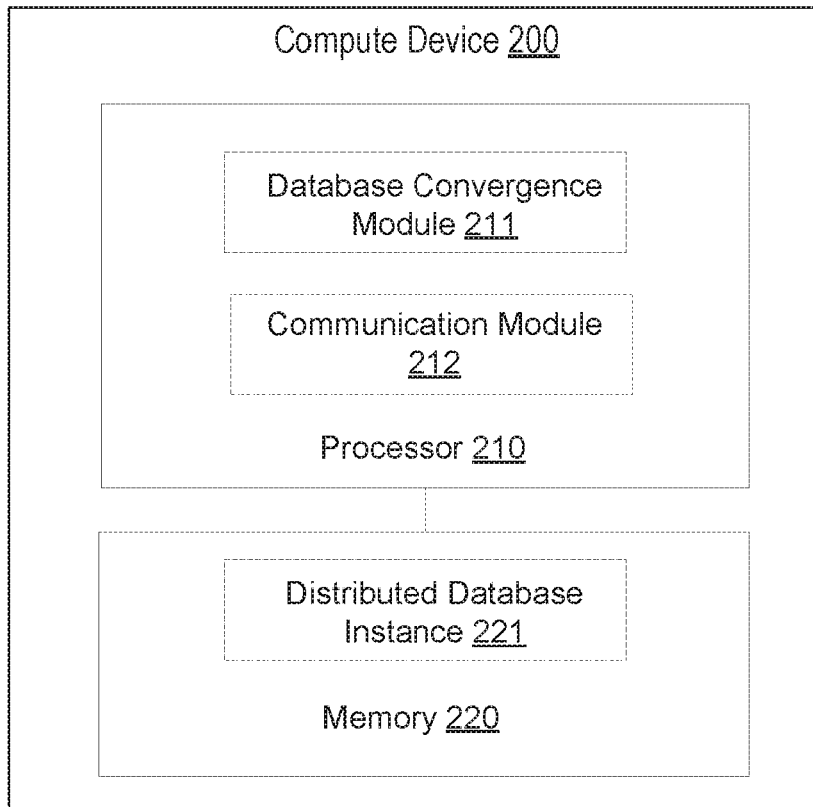 Compute Device 200
Database Convergence
Module 211
Communication Module
212
Processor 210
Distributed Database
Instance 221
Memory 220